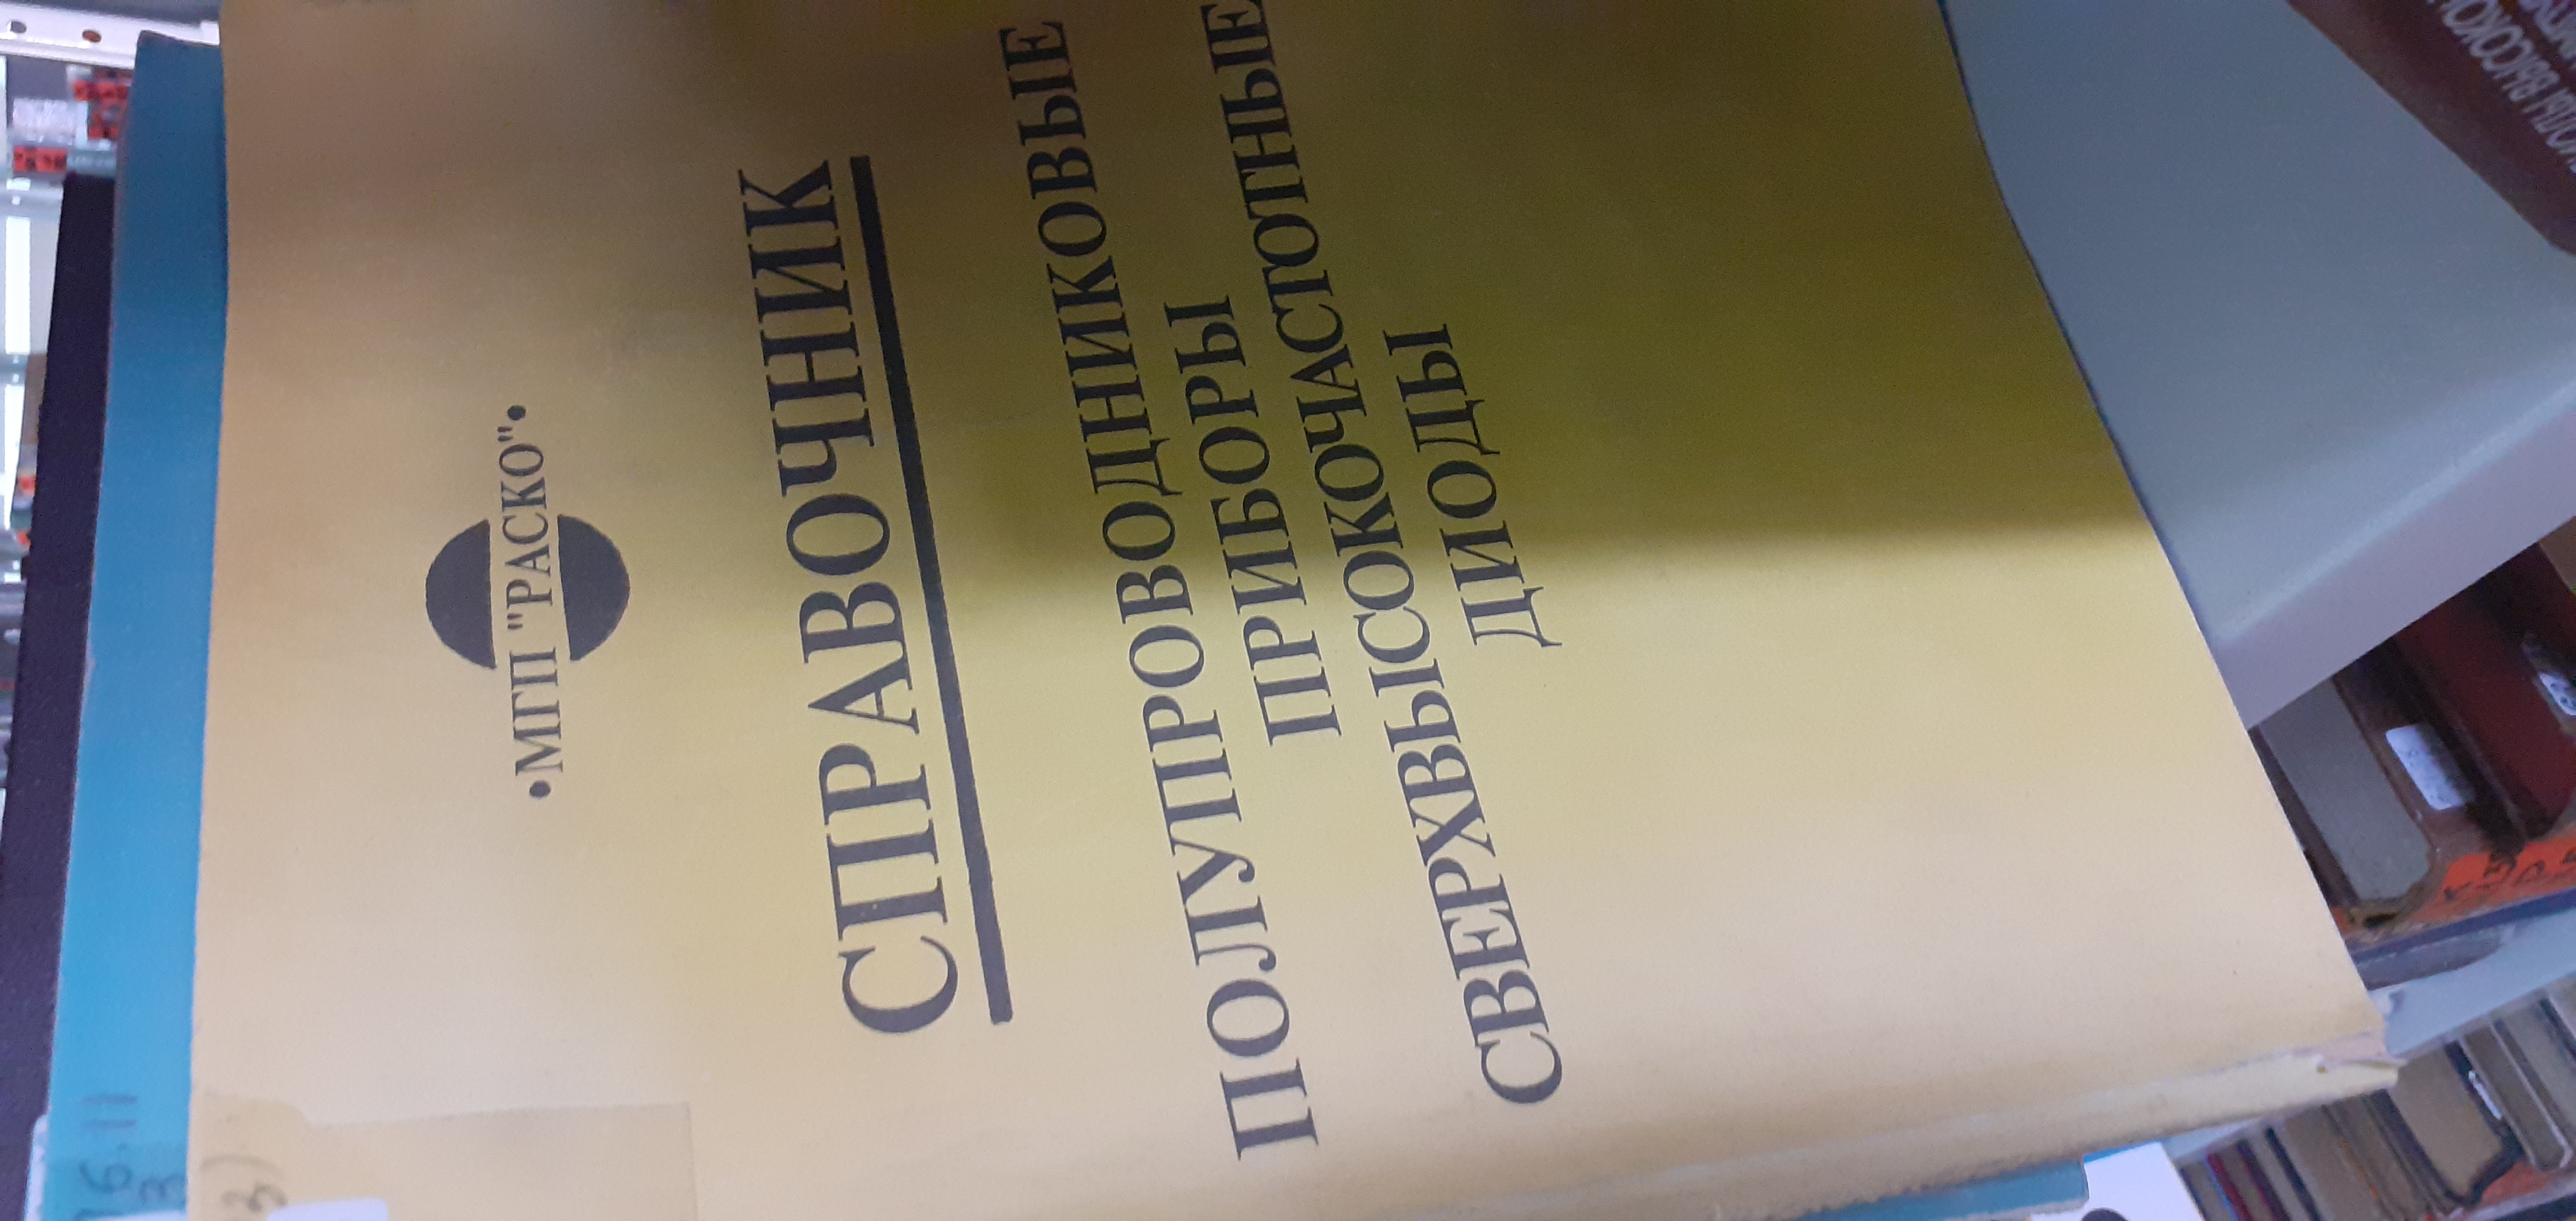 •МГП "РАСКО"•
СПРАВОЧНИК
ПОЛУПРОВОДНИКОВЫЕ
ПРИБОРЫ
СВЕРХВЫСОКОЧАСТОТНЫЕ
ДИОДЫ